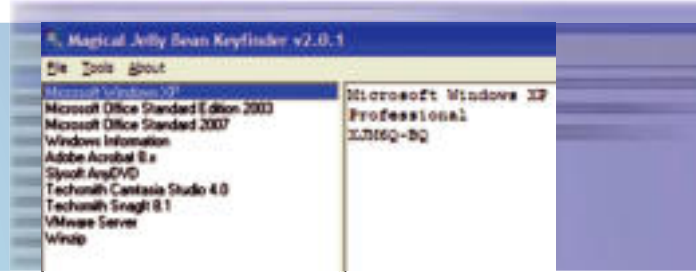 Magical Jelly Bean Keyfinder v2.0.1
File Tools About
Microsoft Windows XP
Microsoft Office Standard Edition 2003
Microsoft Office Standard 2007
Windows Information
Adobe Acrobat 8.x
Slysoft AnyDVD
Techsmith Camtasia Studio 4.0
Techsmith SnagIt 8.1
VMware Server
Winzip
Microsoft Windows XP
Professional